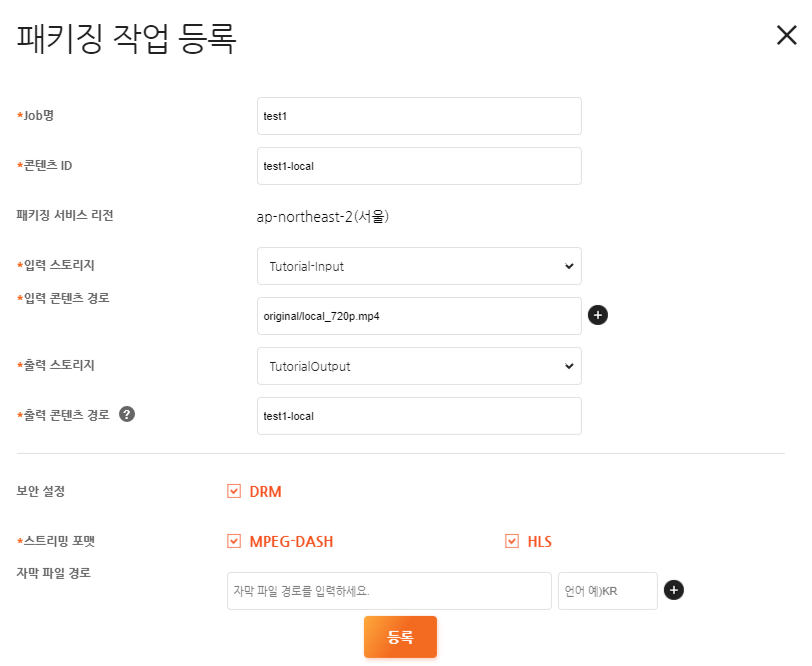 패키징 작업 등록
*Job명 test1
*콘텐츠 ID test1-local
패키징 서비스 리전 ap-northeast-2(서울)
*입력 스토리지 Tutorial-Input
*입력 콘텐츠 경로 original/local_720p.mp4
*출력 스토리지 TutorialOutput
*출력 콘텐츠 경로 ? test1-local
보안 설정 DRM
*스트리밍 포맷 MPEG-DASH HLS
자막 파일 경로 자막 파일 경로를 입력하세요. 언어 예)KR
등록